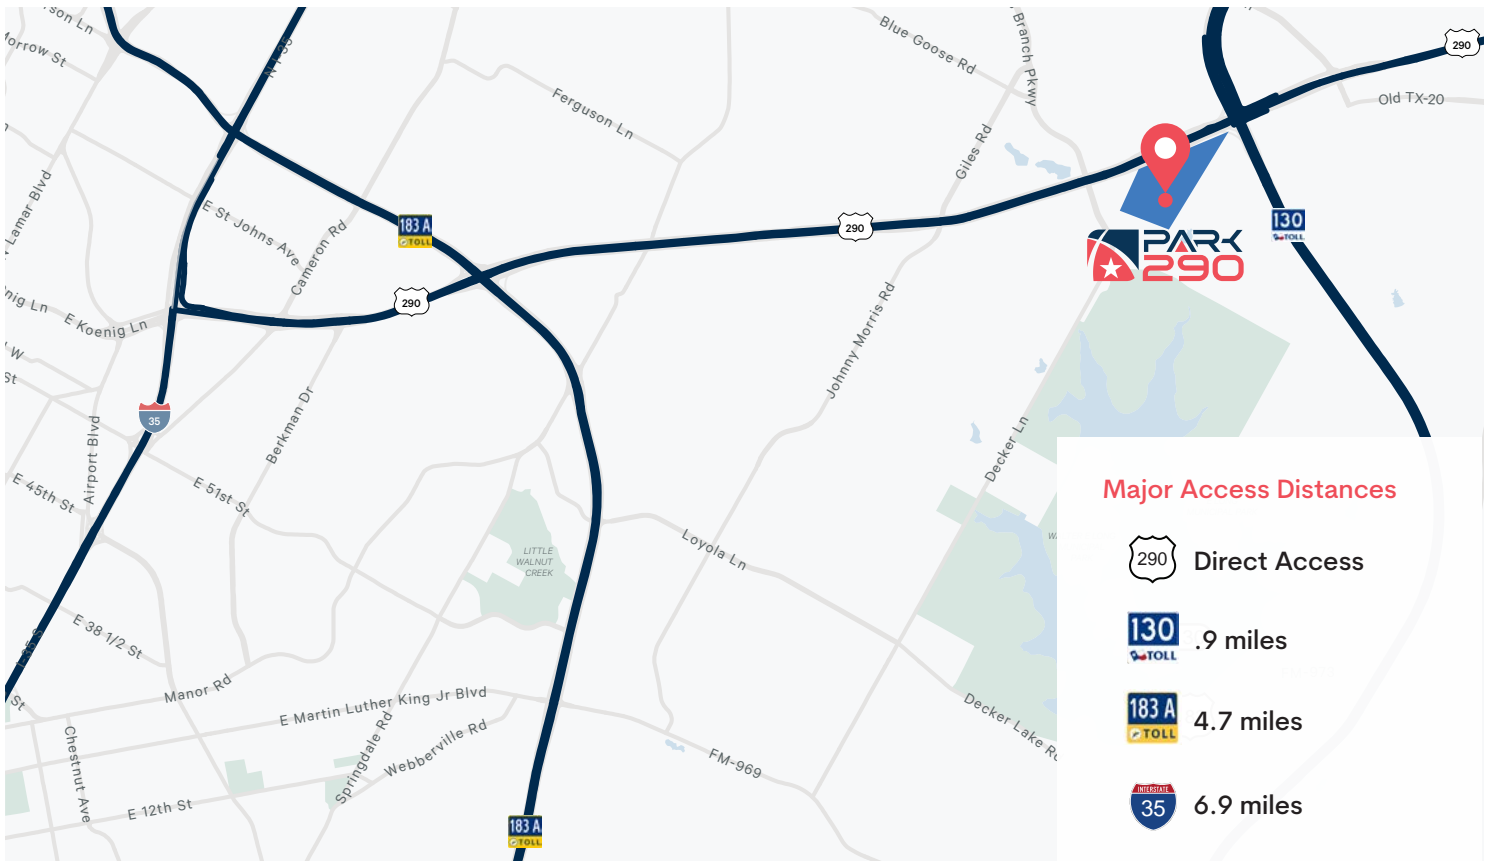 son Ln
Morrow St
N I-35
Blue Goose Rd
Branch Pkwy
290
Old TX-20
Ferguson Ln
Giles Rd
Lamar Blvd
E St Johns Ave
Cameron Rd
183 A
TOLL
290
130
TOLL
PARK
290
290
nig Ln
E Koenig Ln
W
St
Johnny Morris Rd
35
Berkman Dr
Airport Blvd
E 45th St
E 51st St
Decker Ln
LITTLE
WALNUT
CREEK
Loyola Ln
E 38 1/2 St
I-35 S
Manor Rd
St
E Martin Luther King Jr Blvd
Springdale Rd
Webberville Rd
Chestnut Ave
E 12th St
FM-969
Decker Lake Rd
183 A
TOLL
Major Access Distances
290 Direct Access
130
TOLL
.9 miles
183 A
TOLL
4.7 miles
INTERSTATE
35
6.9 miles